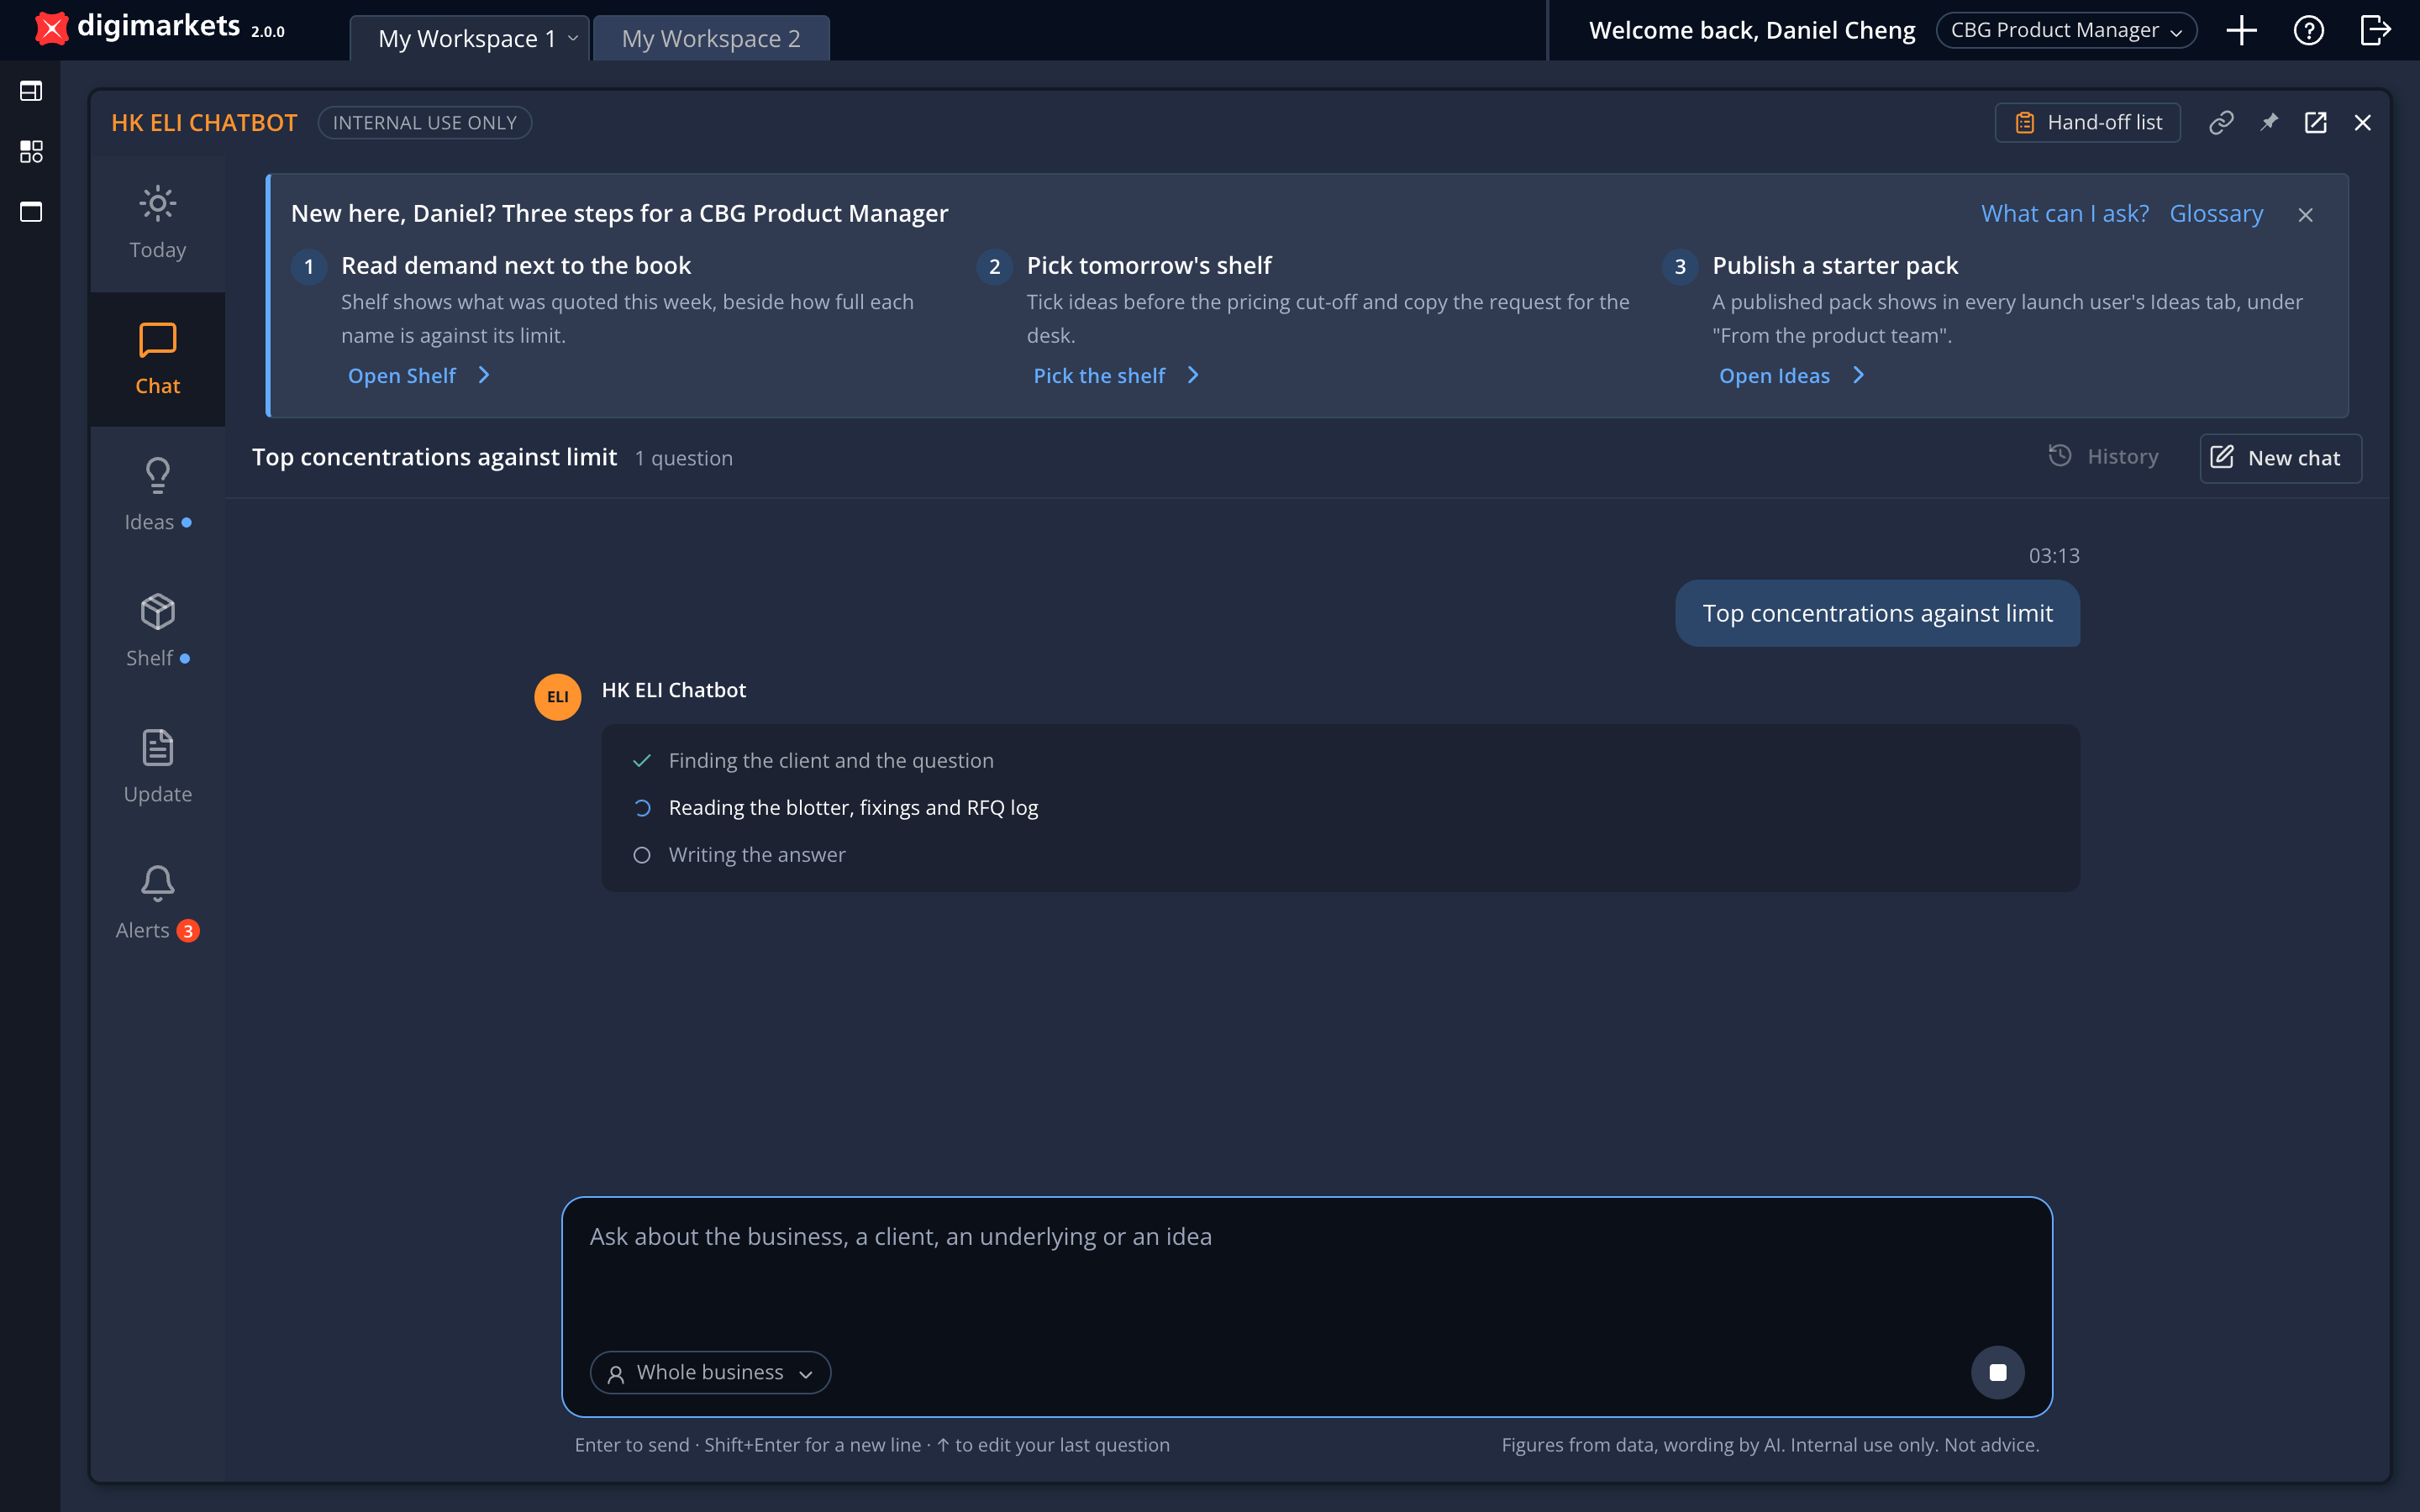 digimarkets 2.0.0
My Workspace 1
My Workspace 2
Welcome back, Daniel Cheng
CBG Product Manager
HK ELI CHATBOT
INTERNAL USE ONLY
Hand-off list
Today
Chat
Ideas
Shelf
Update
Alerts 3
New here, Daniel? Three steps for a CBG Product Manager
What can I ask?
Glossary
1 Read demand next to the book
Shelf shows what was quoted this week, beside how full each
name is against its limit.
Open Shelf
2 Pick tomorrow's shelf
Tick ideas before the pricing cut-off and copy the request for the
desk.
Pick the shelf
3 Publish a starter pack
A published pack shows in every launch user's Ideas tab, under
"From the product team".
Open Ideas
Top concentrations against limit 1 question
History
New chat
03:13
Top concentrations against limit
ELI
HK ELI Chatbot
Finding the client and the question
Reading the blotter, fixings and RFQ log
Writing the answer
Ask about the business, a client, an underlying or an idea
Whole business
Enter to send · Shift+Enter for a new line · ↑ to edit your last question
Figures from data, wording by AI. Internal use only. Not advice.